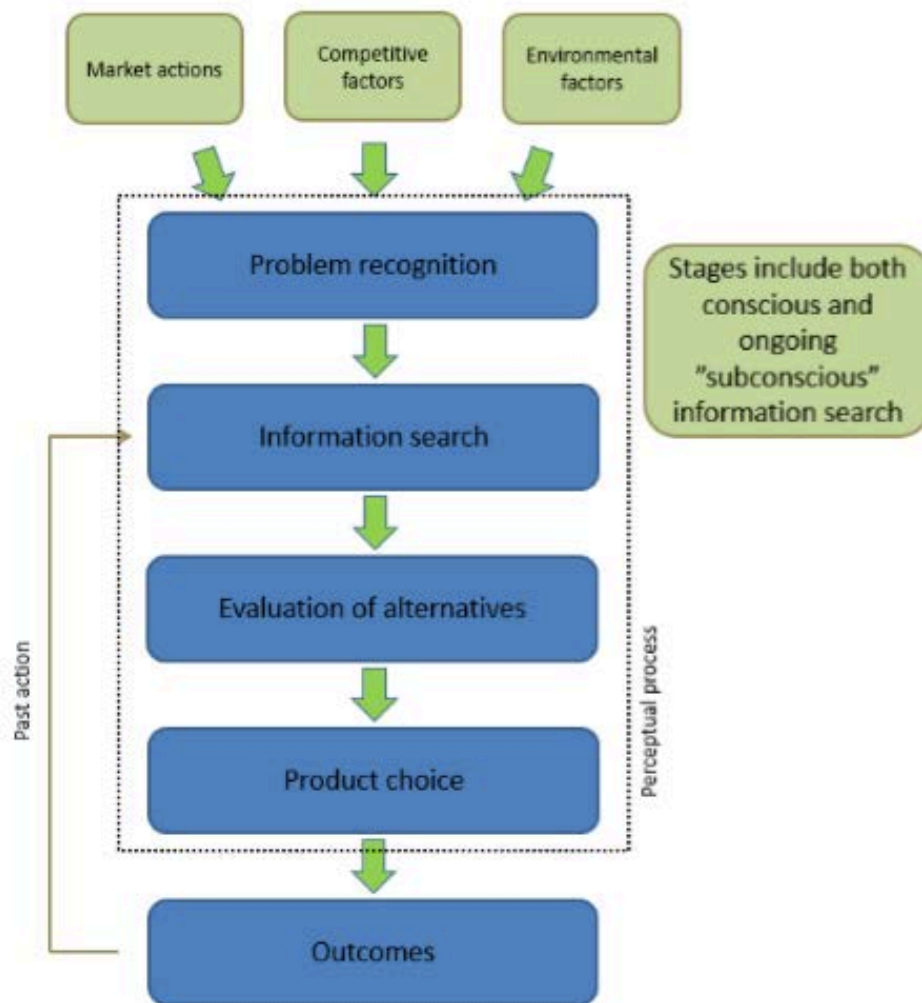 Market actions
Competitive
factors
Environmental
factors
Problem recognition
Stages include both
conscious and
ongoing
"subconscious"
information search
Information search
Evaluation of alternatives
Past action
Perceptual process
Product choice
Outcomes